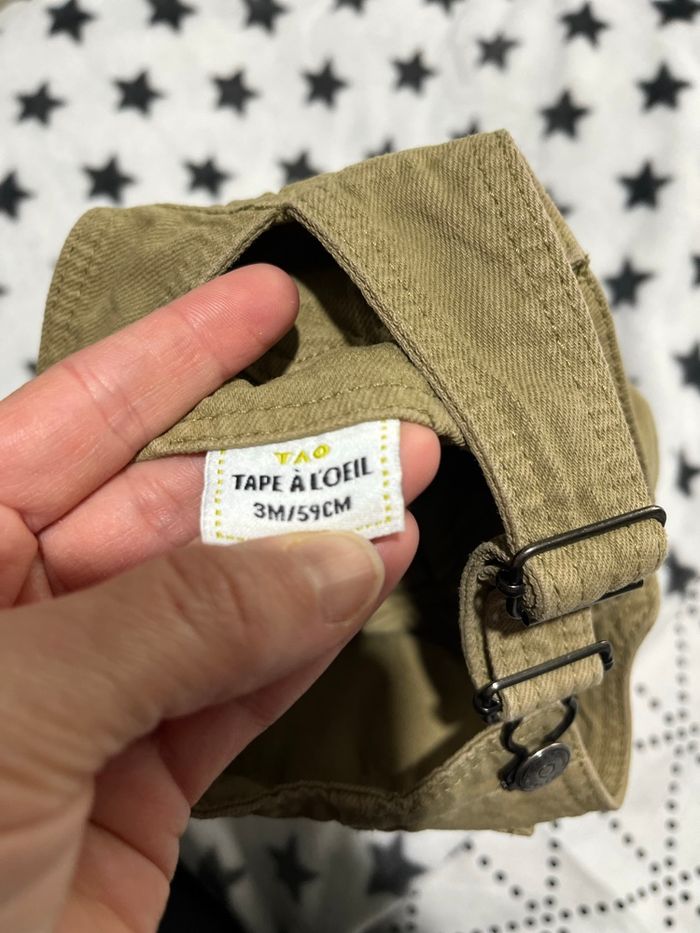 TAO
TAPE À L'OEIL
3M/59CM